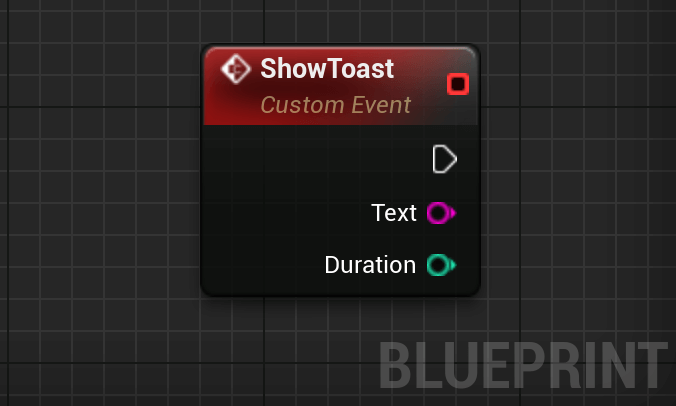 ShowToast
Custom Event
Text
Duration
BLUEPRINT